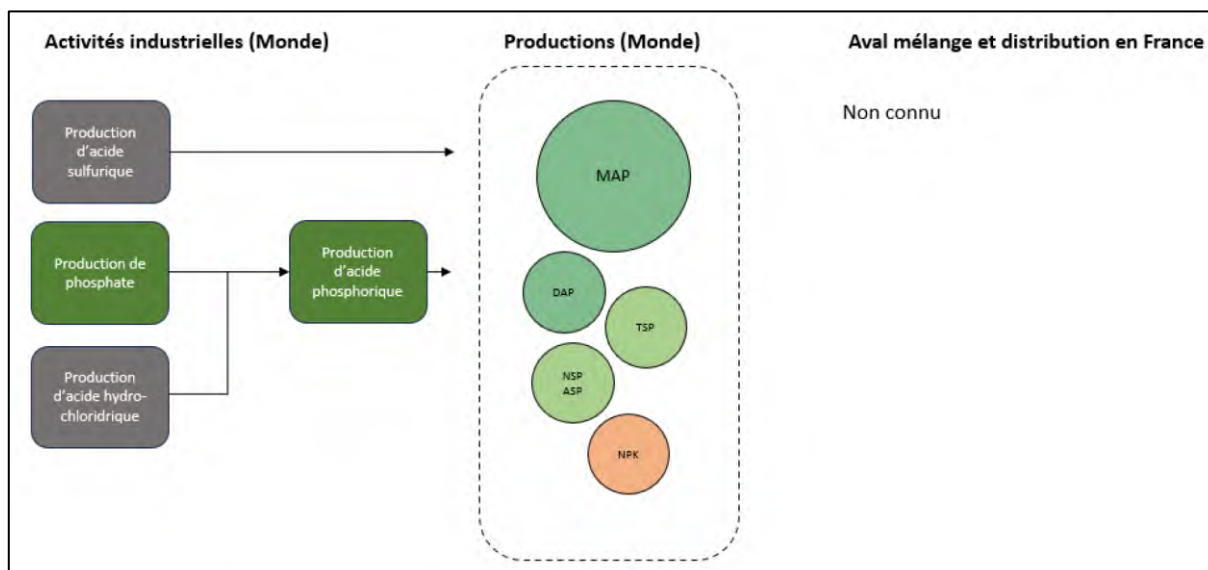 Activités industrielles (Monde)
Productions (Monde)
Aval mélange et distribution en France
Production
d'acide
sulfurique
Production de
phosphate
Production
d'acide hydro-
chloridrique
Production
d'acide
phosphorique
MAP
DAP
TSP
NSP
ASP
NPK
Non connu